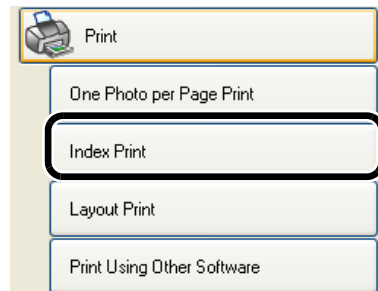 Print
One Photo per Page Print
Index Print
Layout Print
Print Using Other Software